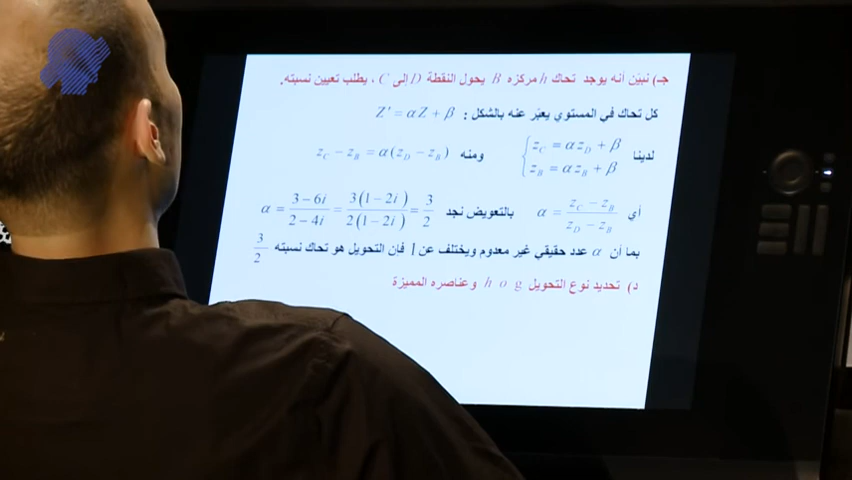 جـ) نبيّن أنه يوجد تحاك h مركزه B يحول النقطة D إلى C ، يطلب تعيين نسبته.
كل تحاك في المستوي يعبّر عنه بالشكل : Z' = αZ + β
لدينا { z_C = αz_D + β ومنه z_C − z_B = α(z_D − z_B)
z_B = αz_B + β
أي α = (z_C − z_B)/(z_D − z_B) بالتعويض نجد α = (3−6i)/(2−4i) = 3(1−2i)/2(1−2i) = 3/2
بما أن α عدد حقيقي غير معدوم ويختلف عن 1 فإن التحويل هو تحاك نسبته 3/2
د) تحديد نوع التحويل h o g وعناصره المميزة